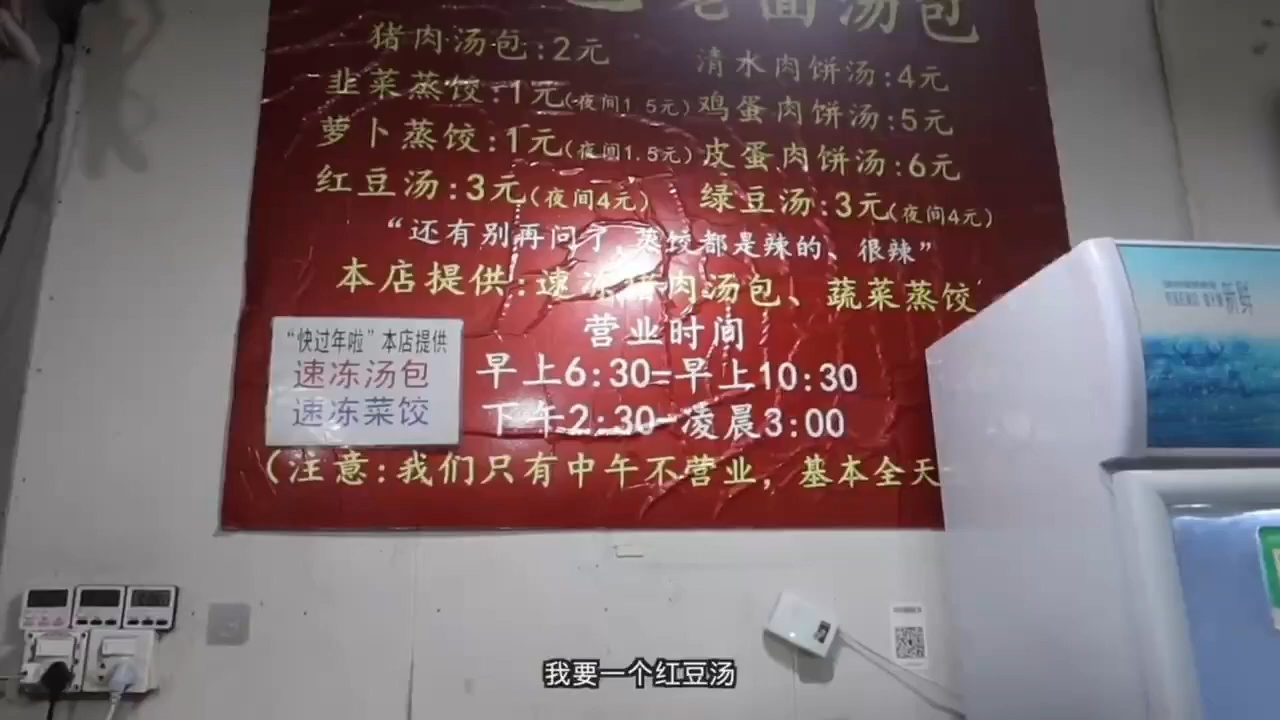 老面汤包
猪肉汤包:2元
清水肉饼汤:4元
韭菜蒸饺:1元(夜间1.5元)
鸡蛋肉饼汤:5元
萝卜蒸饺:1元(夜间1.5元)
皮蛋肉饼汤:6元
红豆汤:3元(夜间4元)
绿豆汤:3元(夜间4元)
“还有别再问了,蒸饺都是辣的、很辣”
本店提供:速冻猪肉汤包、蔬菜蒸饺
营业时间
早上6:30-早上10:30
下午2:30-凌晨3:00
(注意:我们只有中午不营业,基本全天
“快过年啦”本店提供
速冻汤包
速冻菜饺
新鲜
我要一个红豆汤